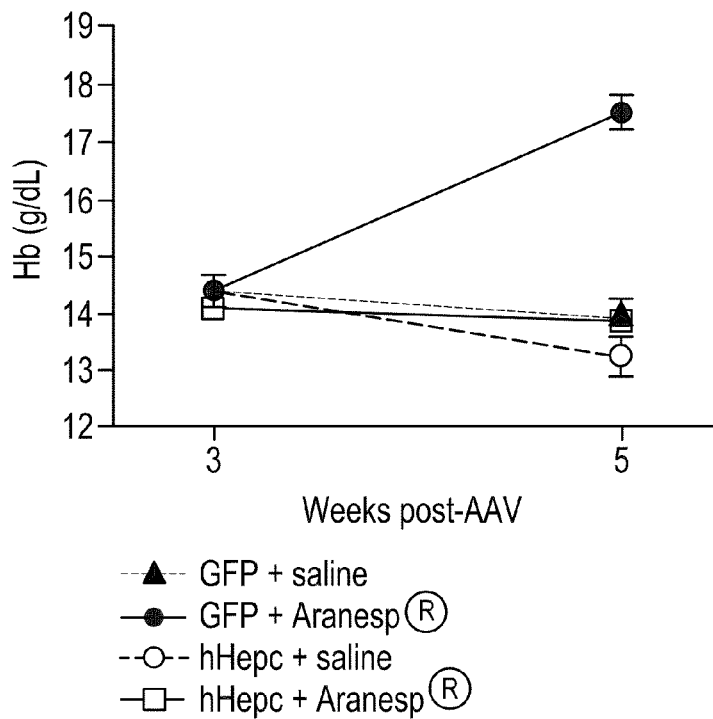 19
18
17
16
15
14
13
12
Hb (g/dL)
3 5
Weeks post-AAV
GFP + saline
GFP + Aranesp®
hHepc + saline
hHepc + Aranesp®